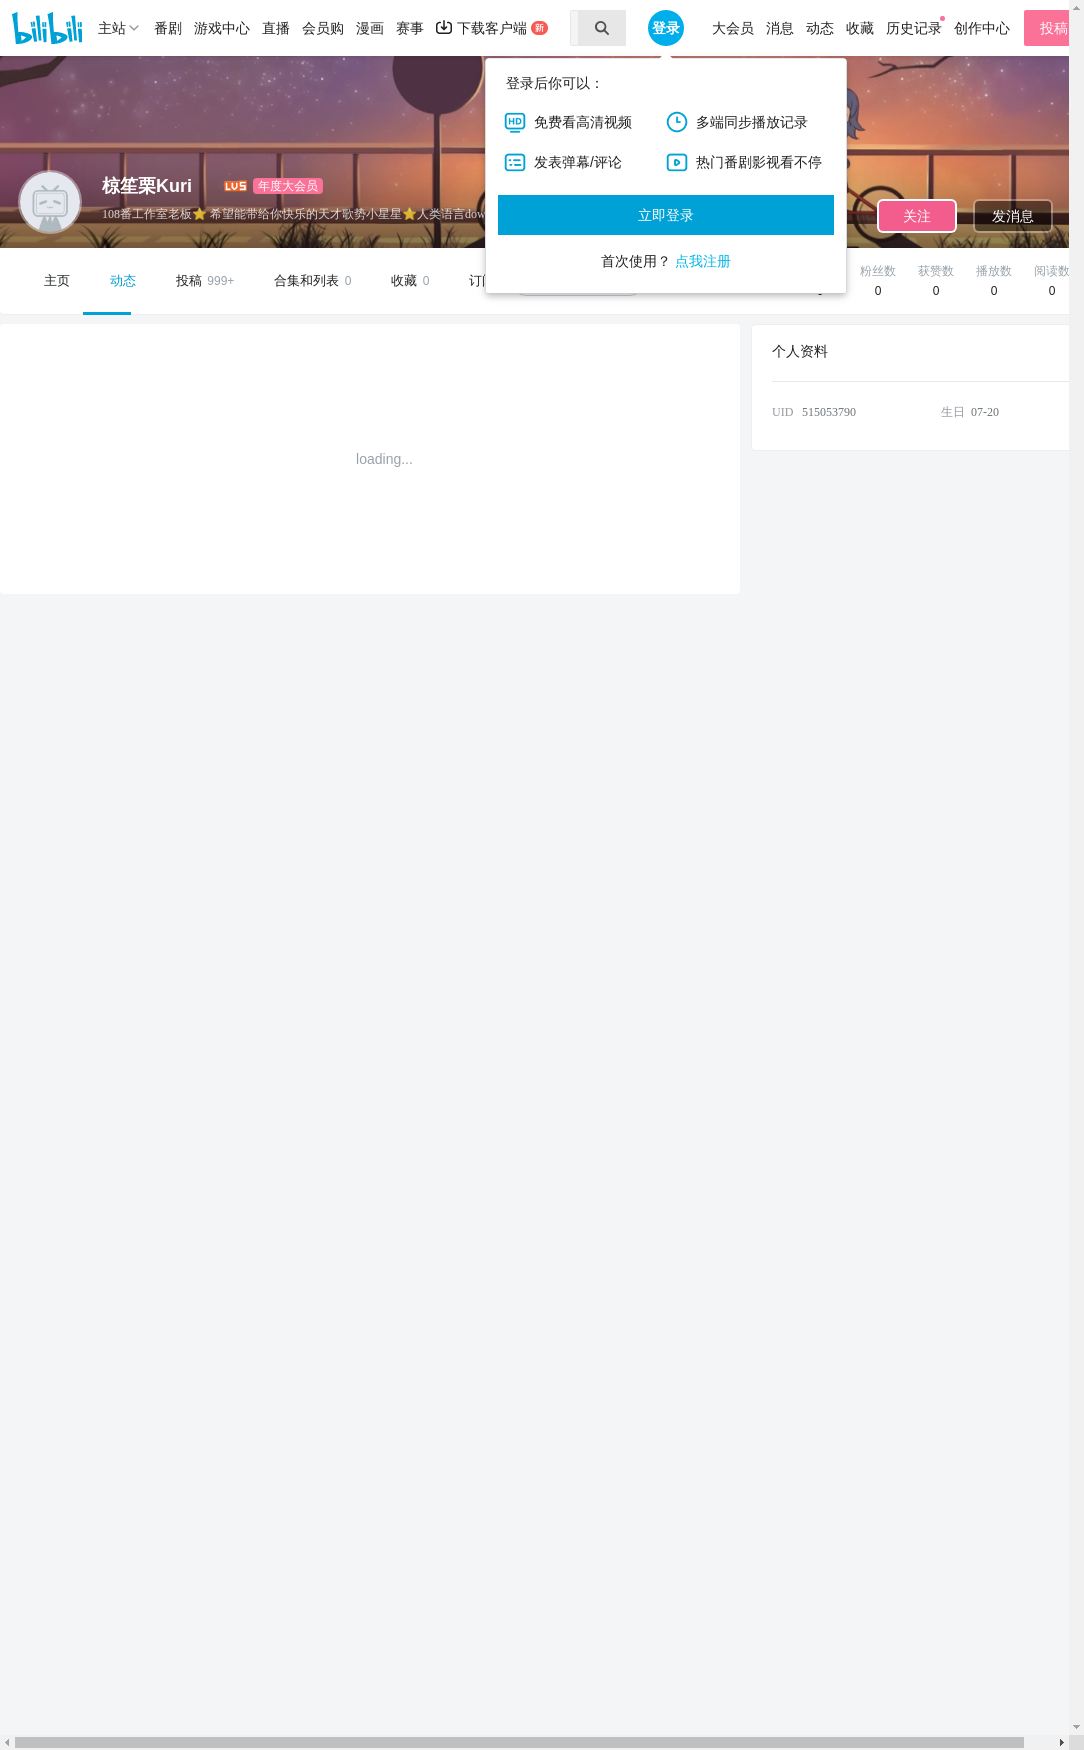 bilibili 主站 番剧 游戏中心 直播 会员购 漫画 赛事 下载客户端 新 登录 大会员 消息 动态 收藏 历史记录 创作中心 投稿
登录后你可以：
HD 免费看高清视频 多端同步播放记录
发表弹幕/评论 热门番剧影视看不停
立即登录
首次使用？ 点我注册
椋笙栗Kuri LV5 年度大会员
108番工作室老板⭐ 希望能带给你快乐的天才歌势小星星⭐人类语言dow
关注 发消息
主页 动态 投稿 999+ 合集和列表 0 收藏 0
粉丝数 获赞数 播放数 阅读数
0 0 0 0
loading...
个人资料
UID 515053790 生日 07-20